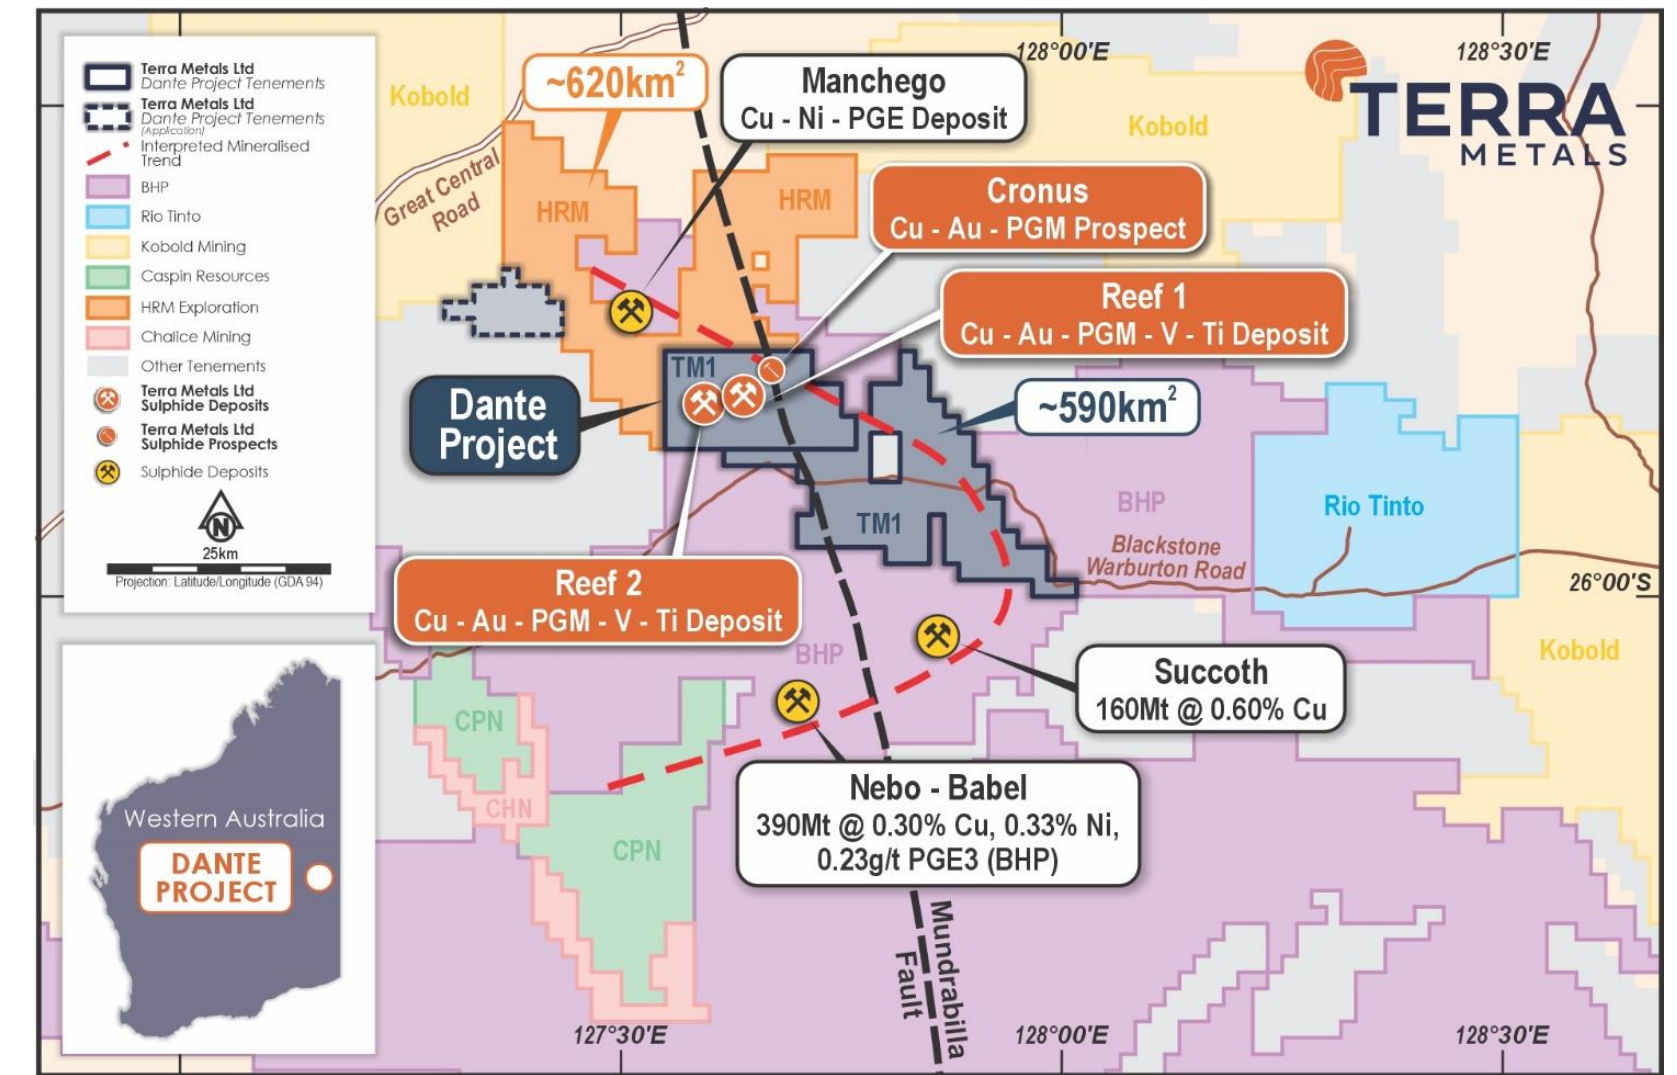 Terra Metals Ltd
Dante Project Tenements
Terra Metals Ltd
Dante Project Tenements
(Application)
Interpreted Mineralised
Trend
BHP
Rio Tinto
Kobold Mining
Caspin Resources
HRM Exploration
Chalice Mining
Other Tenements
Terra Metals Ltd
Sulphide Deposits
Terra Metals Ltd
Sulphide Prospects
Sulphide Deposits
N
25km
Projection: Latitude/Longitude (GDA 94)
Western Australia
DANTE
PROJECT
Kobold
~620km²
Manchego
Cu - Ni - PGE Deposit
128°00'E
128°30'E
TERRA
METALS
Kobold
Great Central
Road
HRM
HRM
Cronus
Cu - Au - PGM Prospect
Reef 1
Cu - Au - PGM - V - Ti Deposit
TM1
Dante
Project
~590km²
BHP
Rio Tinto
TM1
Blackstone
Warburton Road
26°00'S
Reef 2
Cu - Au - PGM - V - Ti Deposit
BHP
Kobold
Succoth
160Mt @ 0.60% Cu
CPN
CHN
Nebo - Babel
390Mt @ 0.30% Cu, 0.33% Ni,
0.23g/t PGE3 (BHP)
CPN
Mundrabilla
Fault
127°30'E
128°00'E
128°30'E